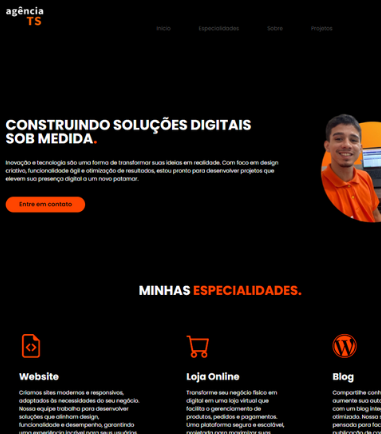 agência
TS
Início Especialidades Sobre Projetos
CONSTRUINDO SOLUÇÕES DIGITAIS
SOB MEDIDA.
Inovação e tecnologia são uma forma de transformar suas ideias em realidade. Com foco em design
criativo, funcionalidade ágil e otimização de resultados, estou pronto para desenvolver projetos que
elevem sua presença digital a um novo patamar.
Entre em contato
MINHAS ESPECIALIDADES.
Website
Criamos sites modernos e responsivos,
adaptados às necessidades do seu negócio.
Nossa equipe trabalha para desenvolver
soluções que alinham design,
funcionalidade e desempenho, garantindo
uma experiência incrível para seus usuários
Loja Online
Transforme seu negócio físico em
digital em uma loja virtual que
facilita o gerenciamento de
produtos, pedidos e pagamentos.
Uma plataforma segura e escalável,
projetada para maximizar suas
Blog
Compartilhe cont
aumente sua auto
com um blog inte
otimizado. Nossa s
pensada para fac
publicação de co